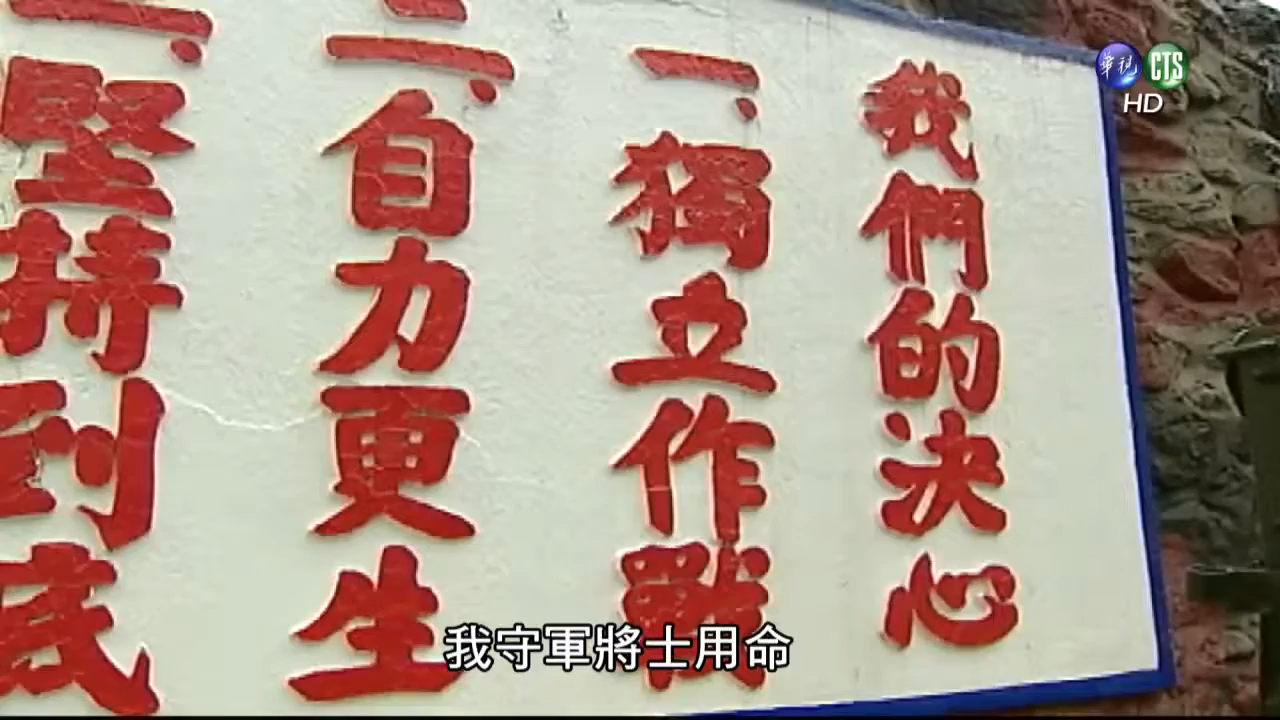 我們的決心
一、獨立作戰
二、自力更生
堅持到底
華視 CTS
HD
我守軍將士用命